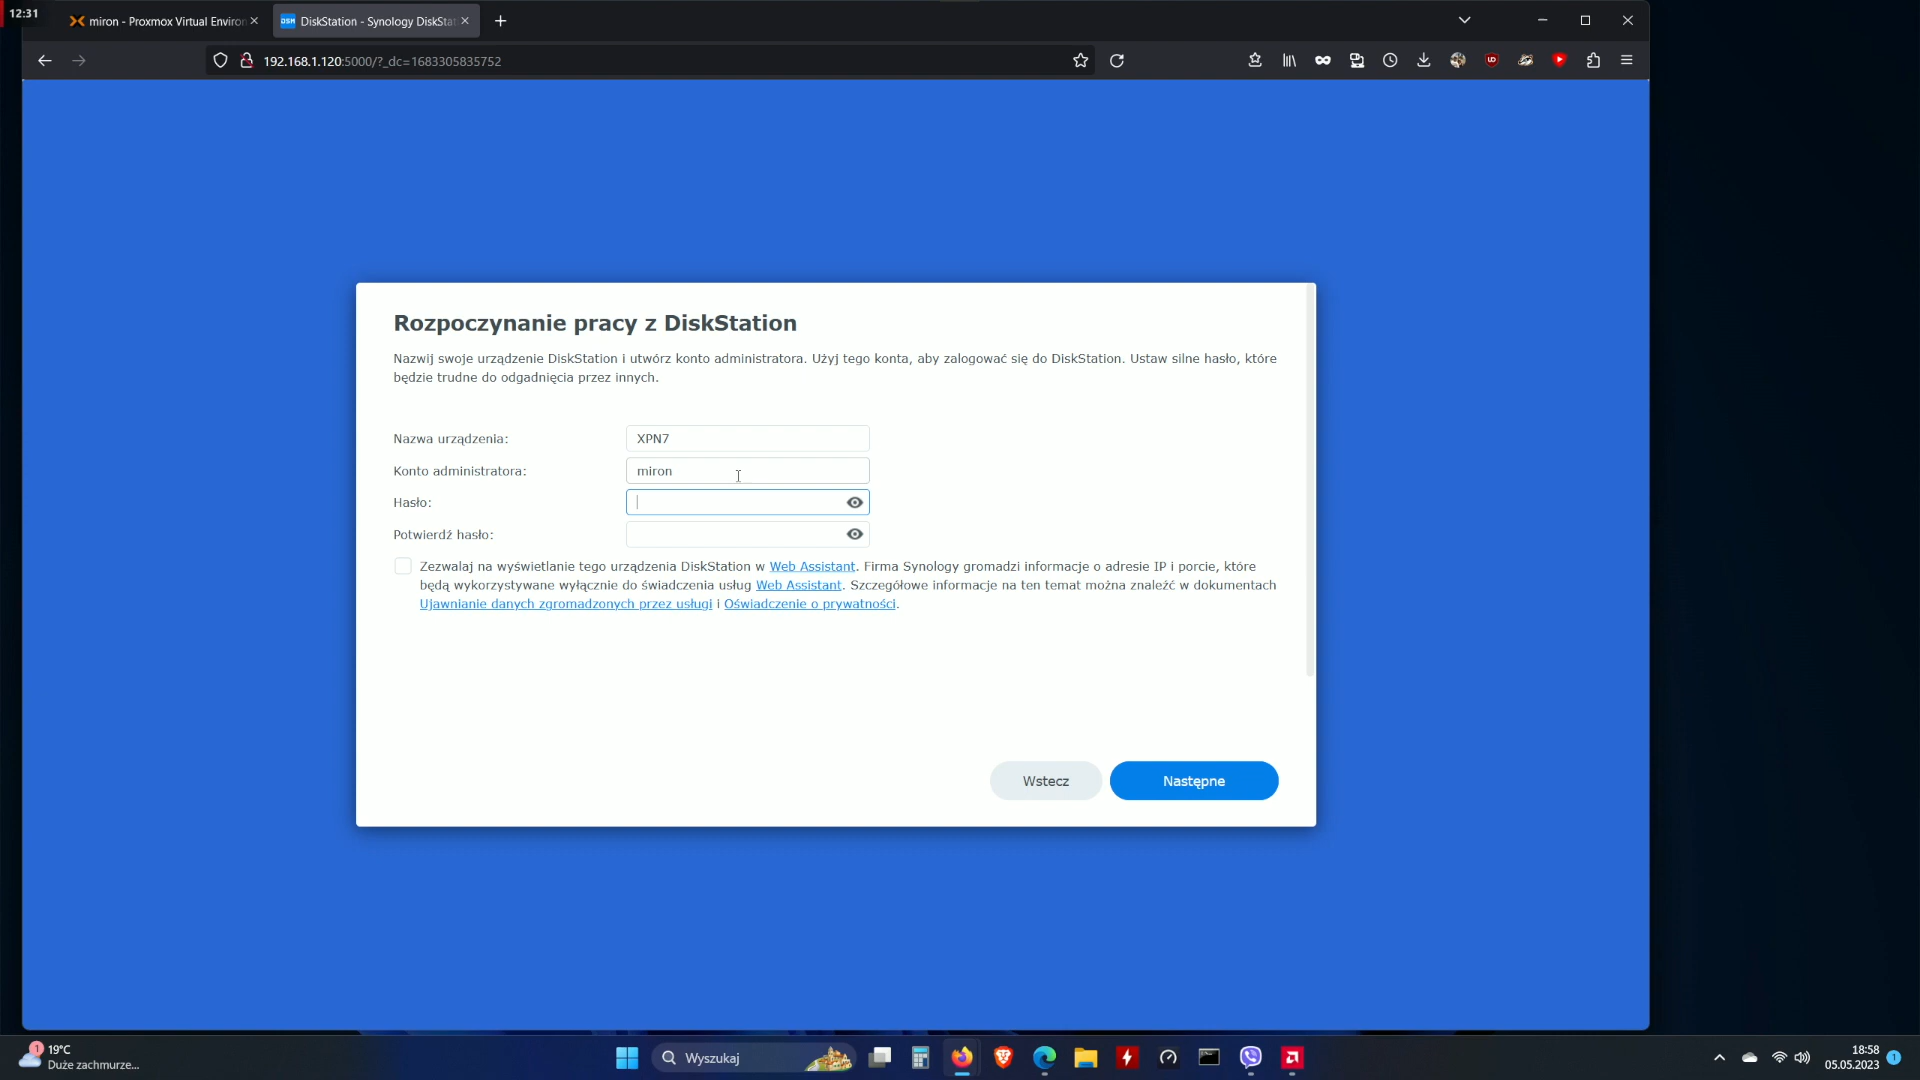 12:31
miron - Proxmox Virtual Environ
DSM
DiskStation - Synology DiskStat
192.168.1.120:5000/?_dc=1683305835752
Rozpoczynanie pracy z DiskStation
Nazwij swoje urządzenie DiskStation i utwórz konto administratora. Użyj tego konta, aby zalogować się do DiskStation. Ustaw silne hasło, które
będzie trudne do odgadnięcia przez innych.
Nazwa urządzenia:
XPN7
Konto administratora:
miron
Hasło:
Potwierdź hasło:
Zezwalaj na wyświetlanie tego urządzenia DiskStation w Web Assistant. Firma Synology gromadzi informacje o adresie IP i porcie, które
będą wykorzystywane wyłącznie do świadczenia usług Web Assistant. Szczegółowe informacje na ten temat można znaleźć w dokumentach
Ujawnianie danych zgromadzonych przez usługi i Oświadczenie o prywatności.
Wstecz
Następne
1
19°C
Duże zachmurze...
Wyszukaj
18:58
05.05.2023
1